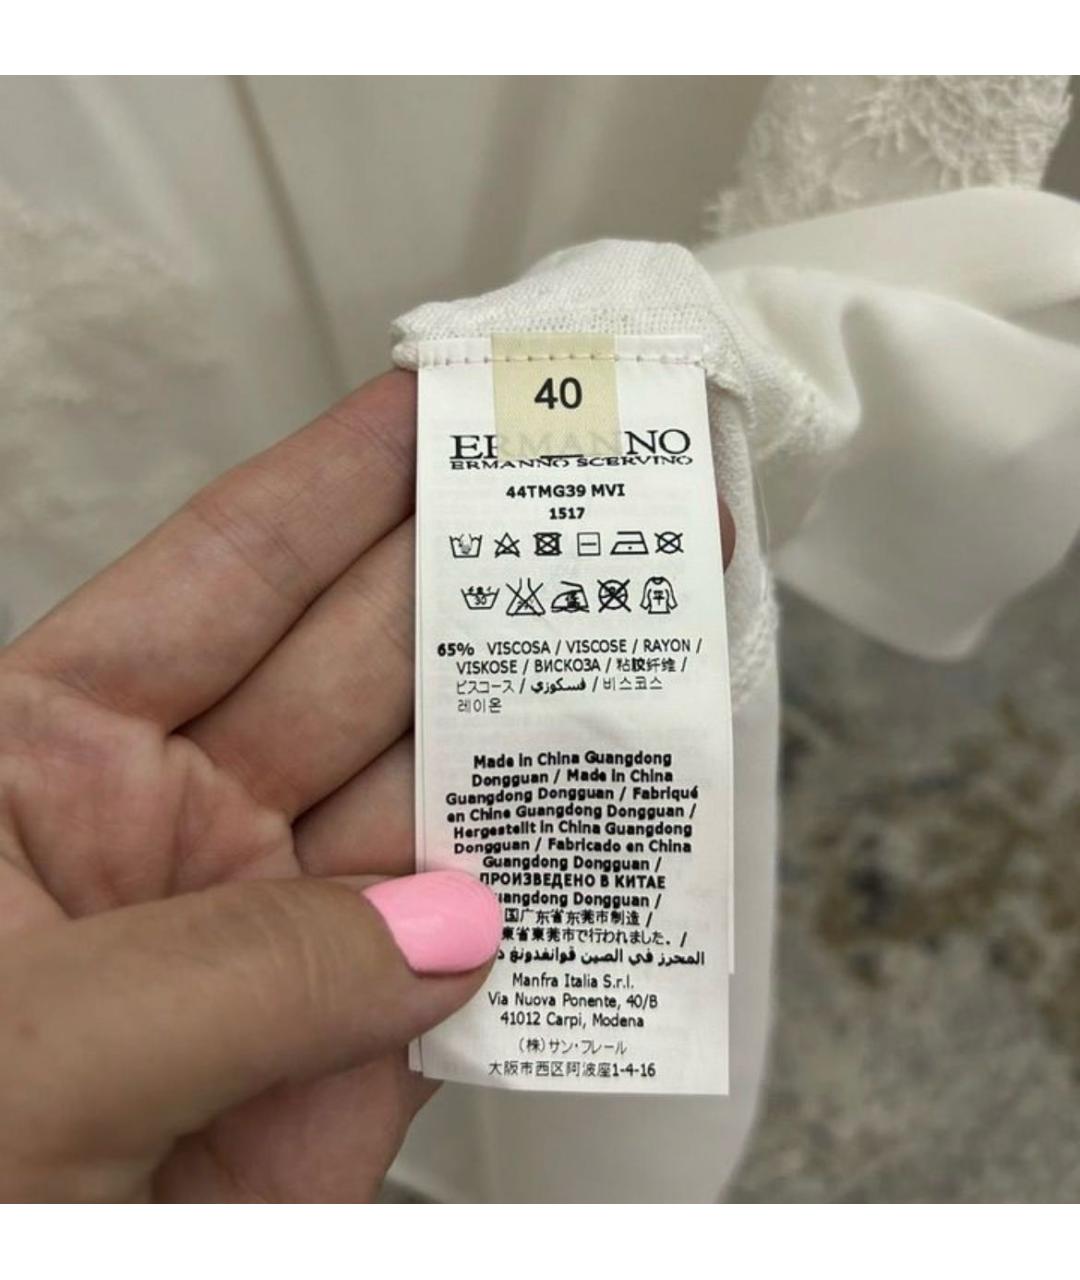 40
ERMANNO
ERMANNO SCERVINO
44TMG39 MVI
1517
30
65% VISCOSA / VISCOSE / RAYON /
VISKOSE / ВИСКОЗА / 粘胶纤维 /
ビスコース / فسكوزي / 비스코스
레이온
Made in China Guangdong
Dongguan / Made in China
Guangdong Dongguan / Fabriqué
en Chine Guangdong Dongguan /
Hergestellt in China Guangdong
Dongguan / Fabricado en China
Guangdong Dongguan /
ПРОИЗВЕДЕНО В КИТАЕ
Dongguan /
国广东省东莞市制造 /
東省東莞市で行われました。 /
المحرز في الصين قوانغدونغ
Manfra Italia S.r.l.
Via Nuova Ponente, 40/B
41012 Carpi, Modena
(株)サン・フレール
大阪市西区阿波座1-4-16